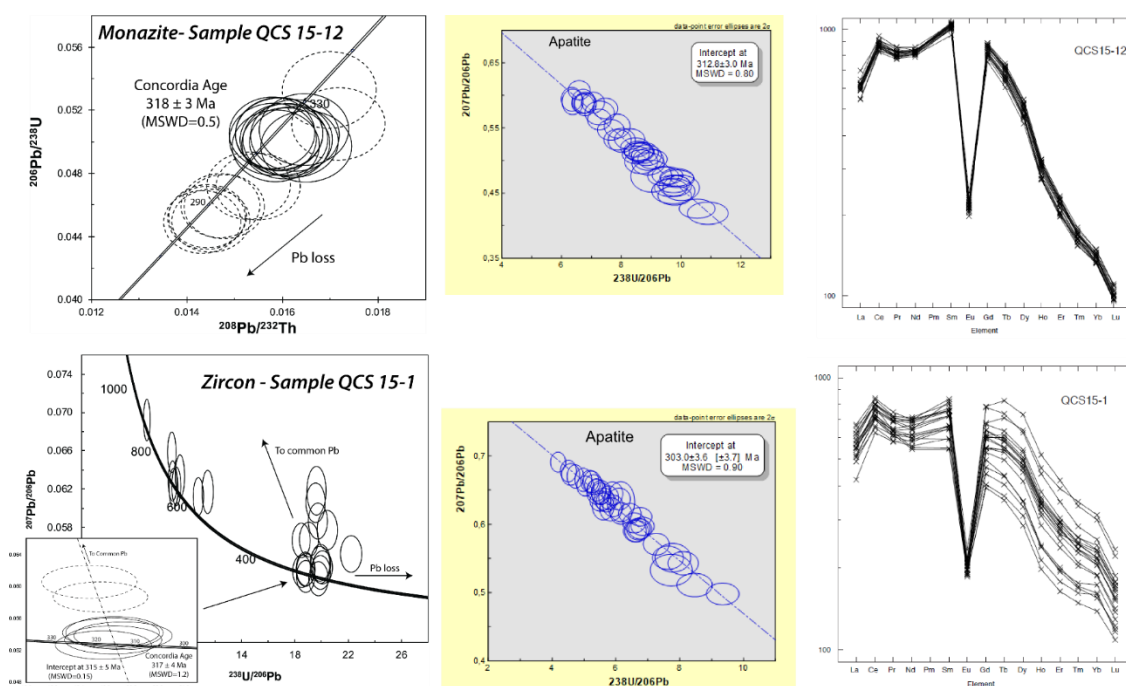 Monazite- Sample QCS 15-12
Concordia Age
318 ± 3 Ma
(MSWD=0.5)
330
290
Pb loss
0.056
0.052
0.048
0.044
0.040
0.012
0.014
0.016
0.018
206Pb/238U
208Pb/232Th
data-point error ellipses are 2σ
Apatite
Intercept at
312.8±3.0 Ma
MSWD = 0.80
0,65
0,55
0,45
0,35
4
6
8
10
12
207Pb/206Pb
238U/206Pb
QCS15-12
1000
100
La Ce Pr Nd Pm Sm Eu Gd Tb Dy Ho Er Tm Yb Lu
Element
Zircon - Sample QCS 15-1
1000
800
600
400
To common Pb
Pb loss
0.074
0.070
0.066
0.062
0.058
14
18
22
26
207Pb/206Pb
238U/206Pb
To common Pb
330
320
310
Intercept at 315 ± 5 Ma
(MSWD=0.15)
Concordia Age
317 ± 4 Ma
(MSWD=1.2)
data-point error ellipses are 2σ
Apatite
Intercept at
303.0±3.6 [±3.7] Ma
MSWD = 0.90
0,7
0,6
0,5
0,4
3
5
7
9
11
207Pb/206Pb
238U/206Pb
QCS15-1
1000
100
La Ce Pr Nd Pm Sm Eu Gd Tb Dy Ho Er Tm Yb Lu
Element